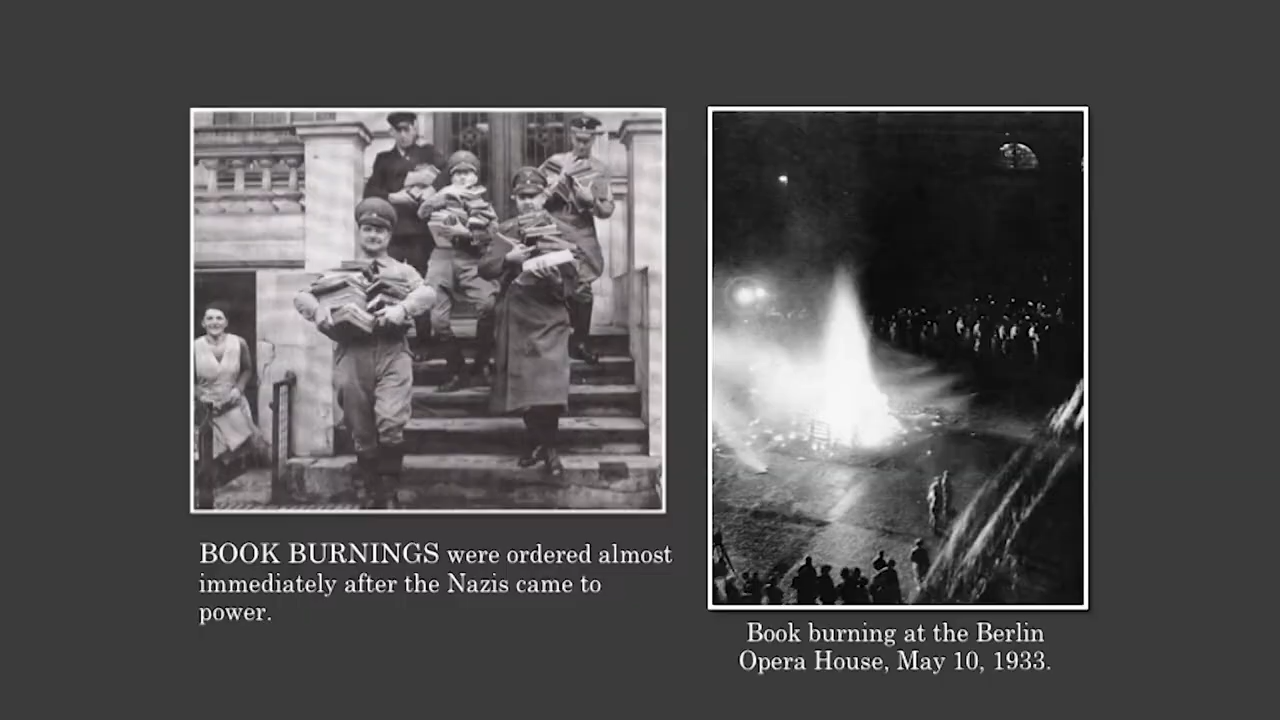 BOOK BURNINGS were ordered almost
immediately after the Nazis came to
power.
Book burning at the Berlin
Opera House, May 10, 1933.